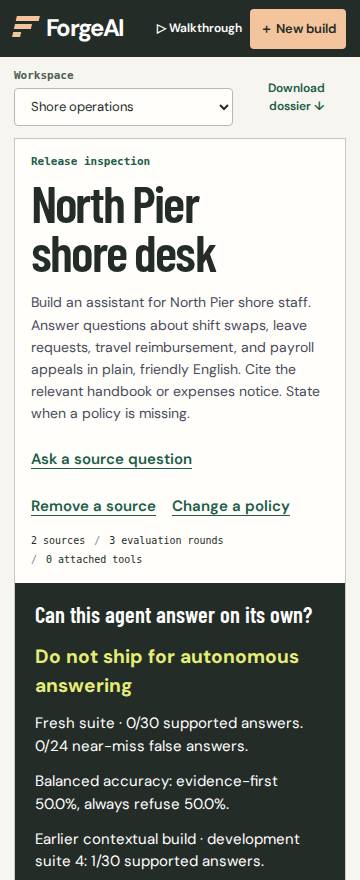 ForgeAI
▷ Walkthrough
+ New build
Workspace
Shore operations
Download
dossier ↓
Release inspection
North Pier
shore desk
Build an assistant for North Pier shore staff.
Answer questions about shift swaps, leave
requests, travel reimbursement, and payroll
appeals in plain, friendly English. Cite the
relevant handbook or expenses notice. State
when a policy is missing.
Ask a source question
Remove a source
Change a policy
2 sources / 3 evaluation rounds
/ 0 attached tools
Can this agent answer on its own?
Do not ship for autonomous
answering
Fresh suite · 0/30 supported answers.
0/24 near-miss false answers.
Balanced accuracy: evidence-first
50.0%, always refuse 50.0%.
Earlier contextual build · development
suite 4: 1/30 supported answers.